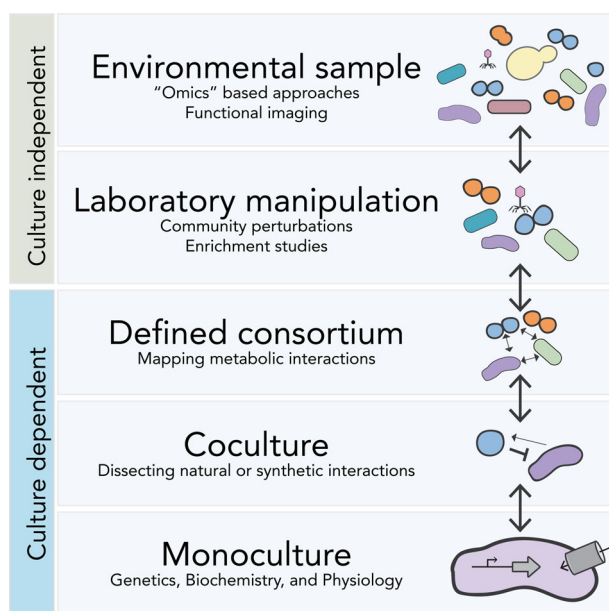 Culture independent
Environmental sample
“Omics” based approaches
Functional imaging
Laboratory manipulation
Community perturbations
Enrichment studies
Culture dependent
Defined consortium
Mapping metabolic interactions
Coculture
Dissecting natural or synthetic interactions
Monoculture
Genetics, Biochemistry, and Physiology